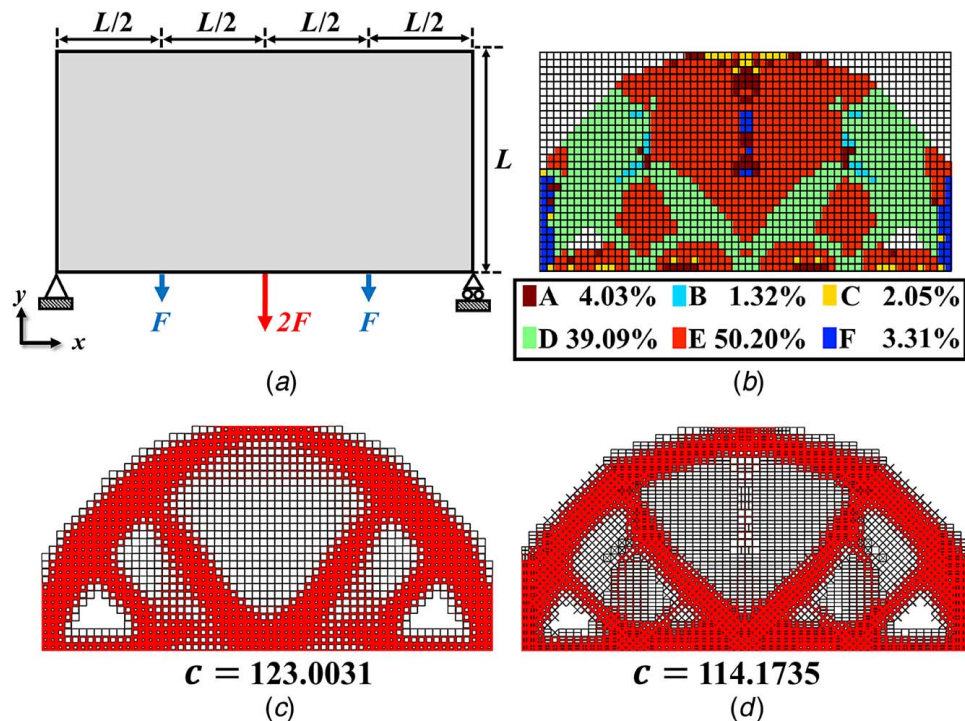 L/2 L/2 L/2 L/2
L
y
x
F 2F F
(a)
A 4.03% B 1.32% C 2.05%
D 39.09% E 50.20% F 3.31%
(b)
c = 123.0031
(c)
c = 114.1735
(d)